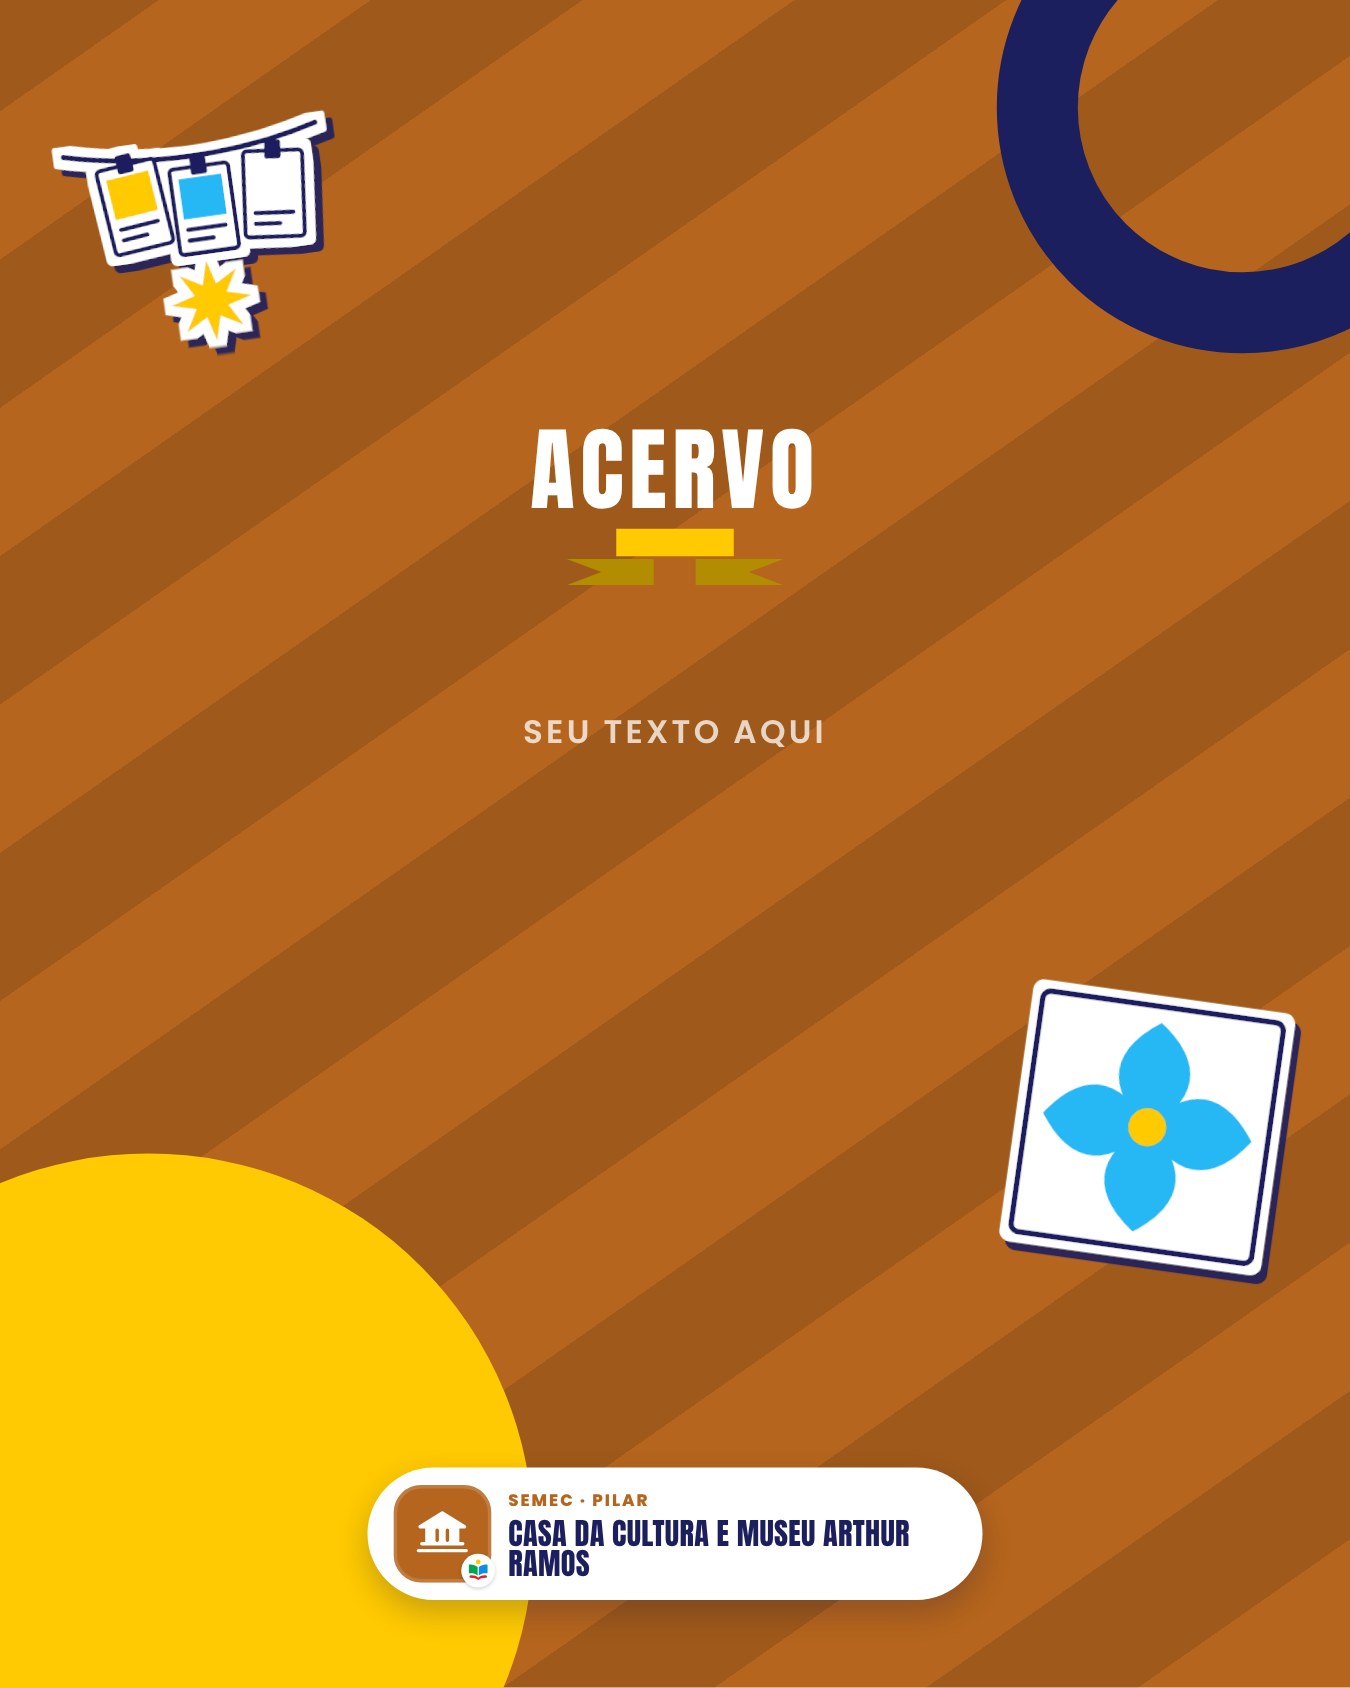 ACERVO
SEU TEXTO AQUI
SEMEC · PILAR
CASA DA CULTURA E MUSEU ARTHUR
RAMOS